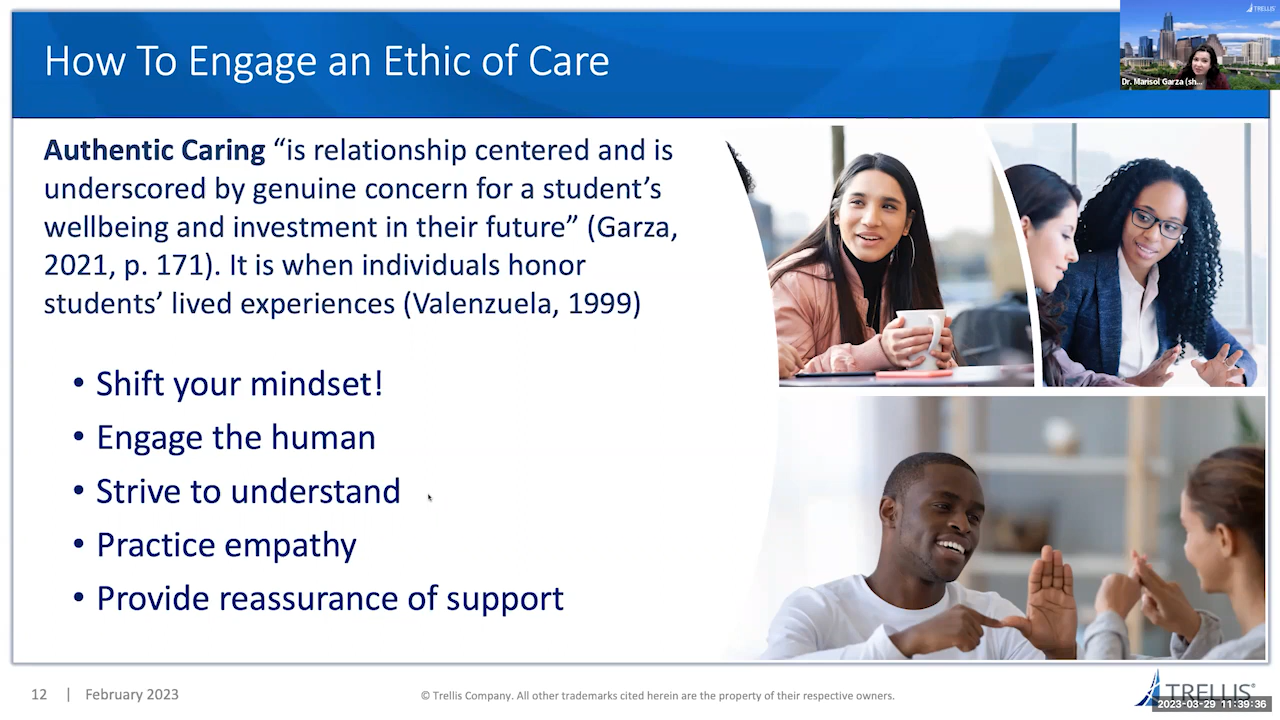 How To Engage an Ethic of Care
TRELLIS
Dr. Marisol Garza (sh...
Authentic Caring “is relationship centered and is
underscored by genuine concern for a student’s
wellbeing and investment in their future” (Garza,
2021, p. 171). It is when individuals honor
students’ lived experiences (Valenzuela, 1999)
• Shift your mindset!
• Engage the human
• Strive to understand
• Practice empathy
• Provide reassurance of support
12 | February 2023
© Trellis Company. All other trademarks cited herein are the property of their respective owners.
TRELLIS®
2023-03-29 11:39:36